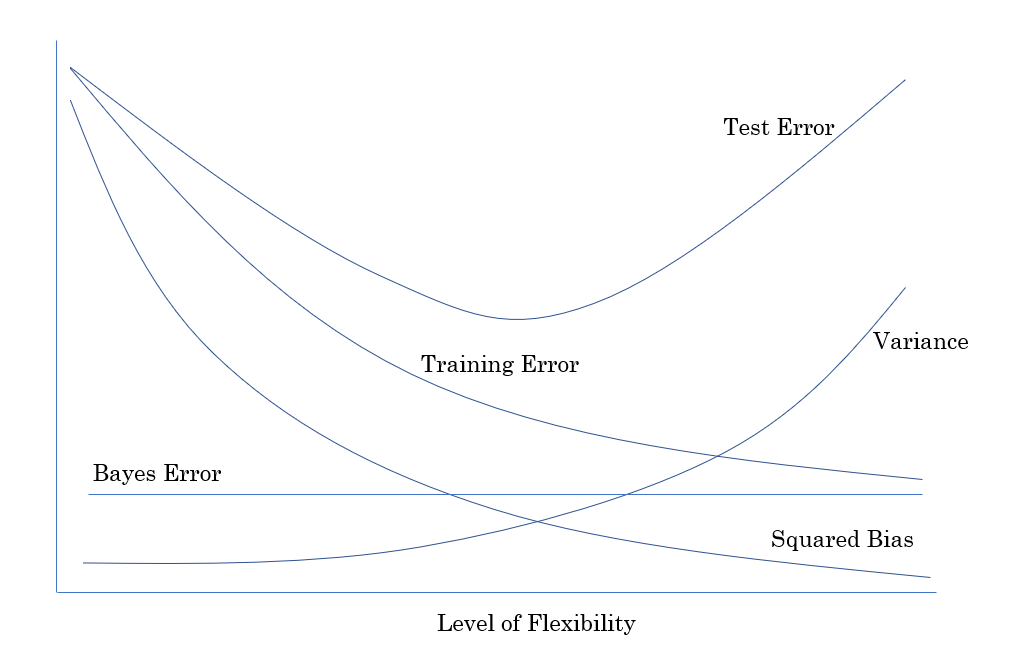 Test Error
Variance
Training Error
Bayes Error
Squared Bias
Level of Flexibility